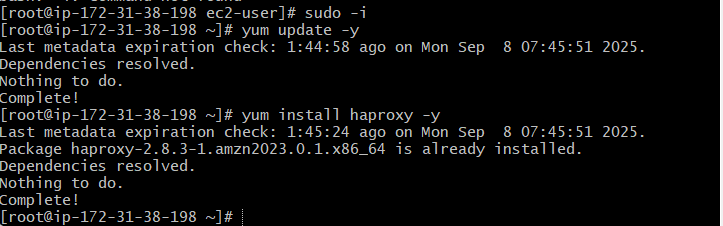 [root@ip-172-31-38-198 ec2-user]# sudo -i
[root@ip-172-31-38-198 ~]# yum update -y
Last metadata expiration check: 1:44:58 ago on Mon Sep  8 07:45:51 2025.
Dependencies resolved.
Nothing to do.
Complete!
[root@ip-172-31-38-198 ~]# yum install haproxy -y
Last metadata expiration check: 1:45:24 ago on Mon Sep  8 07:45:51 2025.
Package haproxy-2.8.3-1.amzn2023.0.1.x86_64 is already installed.
Dependencies resolved.
Nothing to do.
Complete!
[root@ip-172-31-38-198 ~]#